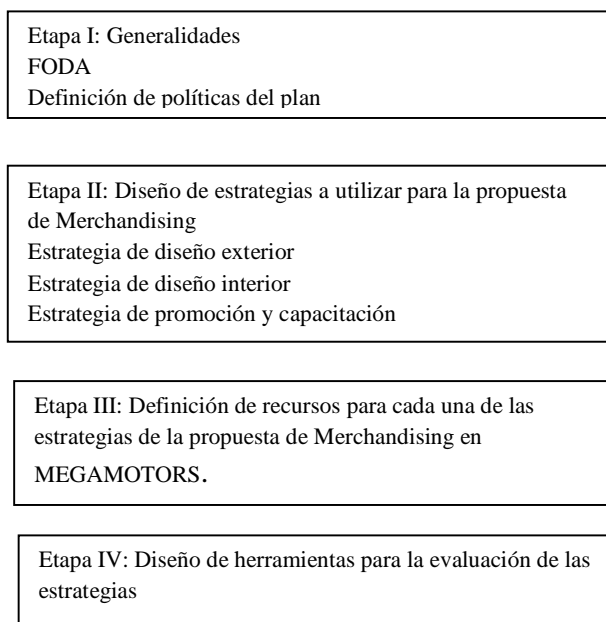 Etapa I: Generalidades
FODA
Definición de políticas del plan
Etapa II: Diseño de estrategias a utilizar para la propuesta
de Merchandising
Estrategia de diseño exterior
Estrategia de diseño interior
Estrategia de promoción y capacitación
Etapa III: Definición de recursos para cada una de las
estrategias de la propuesta de Merchandising en
MEGAMOTORS.
Etapa IV: Diseño de herramientas para la evaluación de las
estrategias